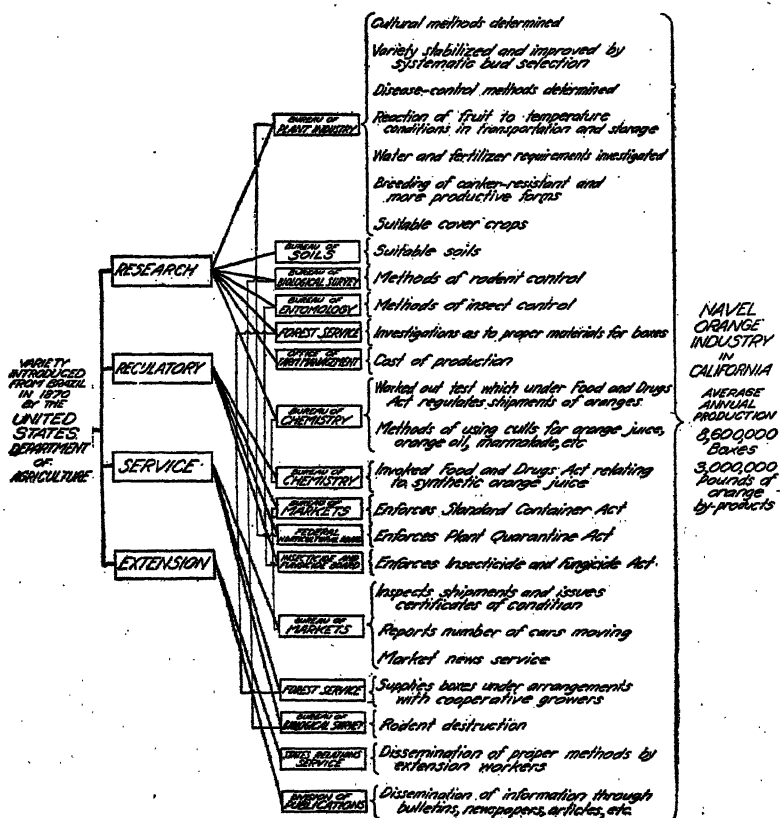 VARIETY
INTRODUCED
FROM BRAZIL
IN 1870
BY THE
UNITED
STATES
DEPARTMENT
OF
AGRICULTURE
RESEARCH
REGULATORY
SERVICE
EXTENSION
BUREAU OF
PLANT INDUSTRY
Cultural methods determined
Variety stabilized and improved by
systematic bud selection
Disease-control methods determined
Reaction of fruit to temperature
conditions in transportation and storage
Water and fertilizer requirements investigated
Breeding of canker-resistant and
more productive forms
Suitable cover crops
BUREAU OF
SOILS
Suitable soils
BUREAU OF
BIOLOGICAL SURVEY
Methods of rodent control
BUREAU OF
ENTOMOLOGY
Methods of insect control
FOREST SERVICE
Investigations as to proper materials for boxes
OFFICE OF
FARM MANAGEMENT
Cost of production
BUREAU OF
CHEMISTRY
Worked out test which under Food and Drugs
Act regulates shipments of oranges
Methods of using culls for orange juice,
orange oil, marmalade, etc
BUREAU OF
CHEMISTRY
Invoked Food and Drugs Act relating
to synthetic orange juice
BUREAU OF
MARKETS
Enforces Standard Container Act
FEDERAL
HORTICULTURAL BOARD
Enforces Plant Quarantine Act
INSECTICIDE AND
FUNGICIDE BOARD
Enforces Insecticide and Fungicide Act
BUREAU OF
MARKETS
Inspects shipments and issues
certificates of condition
Reports number of cars moving
Market news service
FOREST SERVICE
Supplies boxes under arrangements
with cooperative growers
BUREAU OF
BIOLOGICAL SURVEY
Rodent destruction
STATES RELATIONS
SERVICE
Dissemination of proper methods by
extension workers
DIVISION OF
PUBLICATIONS
Dissemination of information through
bulletins, newspapers, articles, etc.
NAVEL
ORANGE
INDUSTRY
IN
CALIFORNIA
AVERAGE
ANNUAL
PRODUCTION
8,600,000
Boxes
3,000,000
Pounds of
orange
by-products